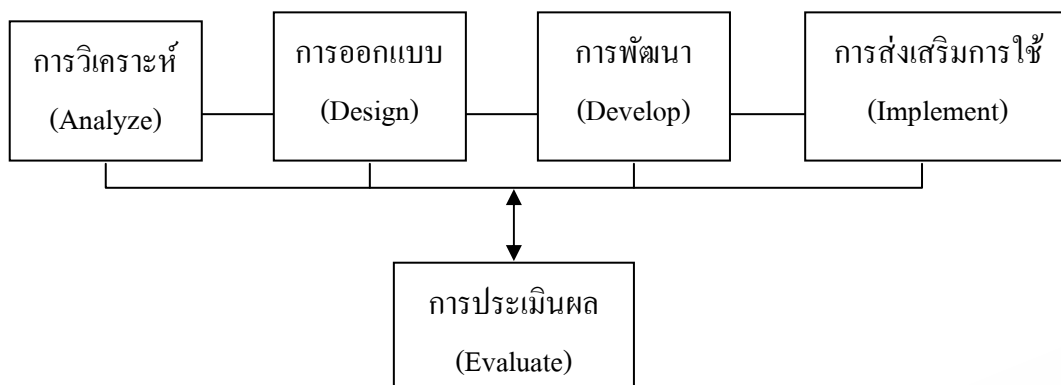 การวิเคราะห์
(Analyze)
การออกแบบ
(Design)
การพัฒนา
(Develop)
การส่งเสริมการใช้
(Implement)
การประเมินผล
(Evaluate)